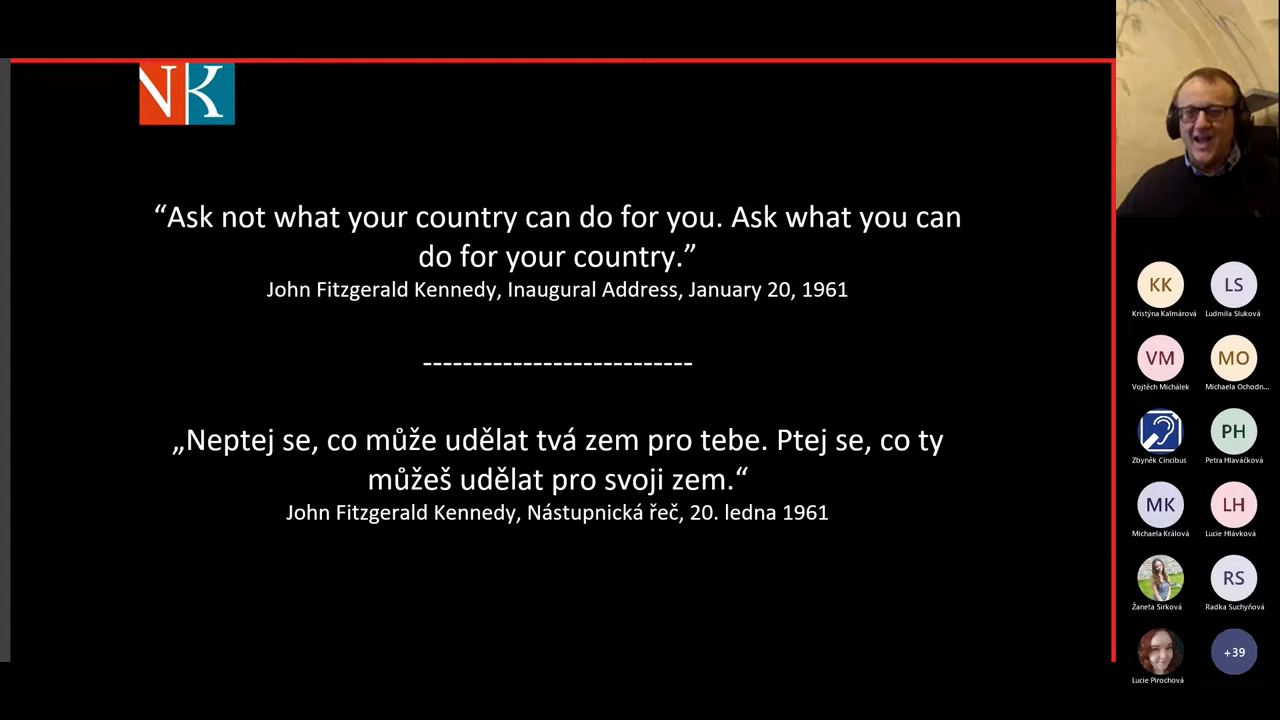 NK
“Ask not what your country can do for you. Ask what you can
do for your country.”
John Fitzgerald Kennedy, Inaugural Address, January 20, 1961
---------------------------
„Neptej se, co může udělat tvá zem pro tebe. Ptej se, co ty
můžeš udělat pro svoji zem.“
John Fitzgerald Kennedy, Nástupnická řeč, 20. ledna 1961
KK
LS
Kristýna Kalmárová
Ludmila Sluková
VM
MO
Vojtěch Michálek
Michaela Ochodn...
Zbyněk Cincibus
PH
Petra Hlaváčková
MK
LH
Michaela Králová
Lucie Hlávková
RS
Žaneta Sirková
Radka Suchyňová
+39
Lucie Pirochová